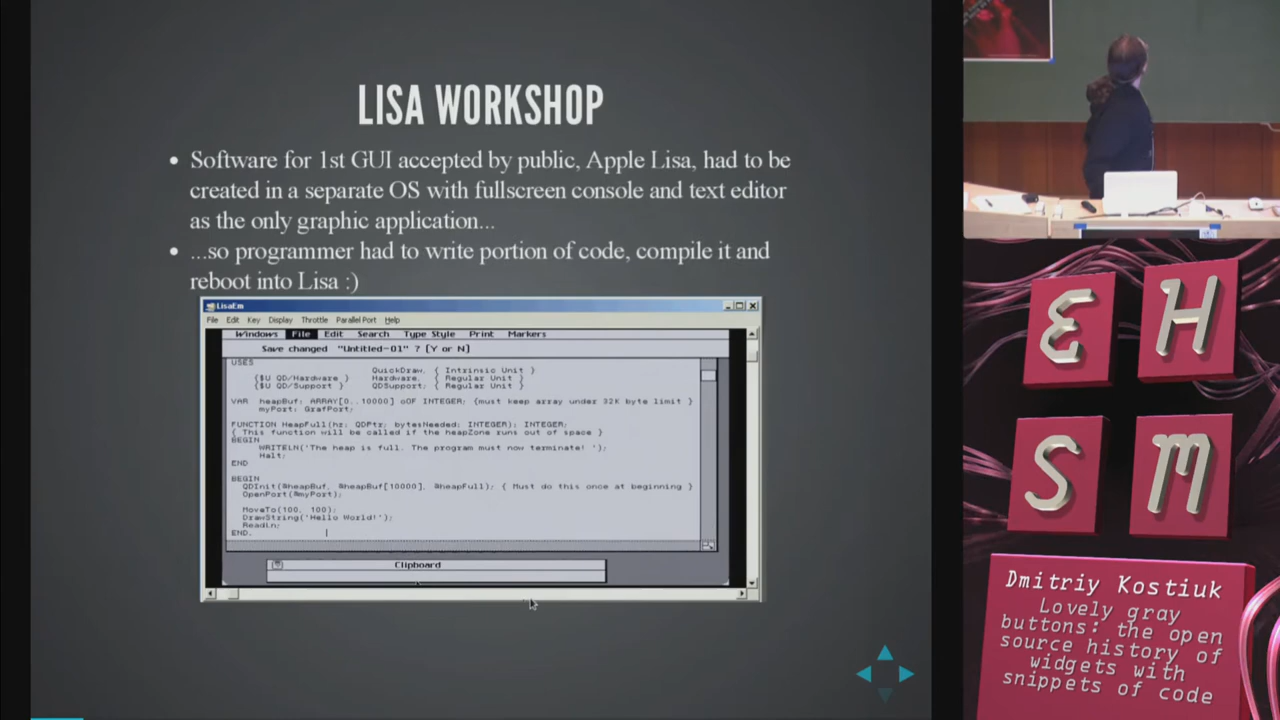 LISA WORKSHOP
• Software for 1st GUI accepted by public, Apple Lisa, had to be
created in a separate OS with fullscreen console and text editor
as the only graphic application...
• ...so programmer had to write portion of code, compile it and
reboot into Lisa :)
LisaEm
File Edit Key Display Throttle Parallel Port Help
Windows File Edit Search Type Style Print Markers
Save changed "Untitled-01" ? [Y or N]
USES
QuickDraw, { Intrinsic Unit }
{$U QD/Hardware } Hardware, { Regular Unit }
{$U QD/Support } QDSupport; { Regular Unit }
VAR heapBuf: ARRAY[0..10000] oOF INTEGER; {must keep array under 32K byte limit }
myPort: GrafPort;
FUNCTION HeapFull(hz: QDPtr; bytesNeeded: INTEGER): INTEGER;
{ This function will be called if the heapZone runs out of space }
BEGIN
WRITELN('The heap is full. The program must now terminate! ');
Halt;
END
BEGIN
QDInit(@heapBuf, @heapBuf[10000], @heapFull); { Must do this once at beginning }
OpenPort(@myPort);
MoveTo(100, 100);
DrawString('Hello World!');
ReadLn;
END.
Clipboard
E H
S M
Dmitriy Kostiuk
Lovely gray
buttons: the open
source history of
widgets with
snippets of code